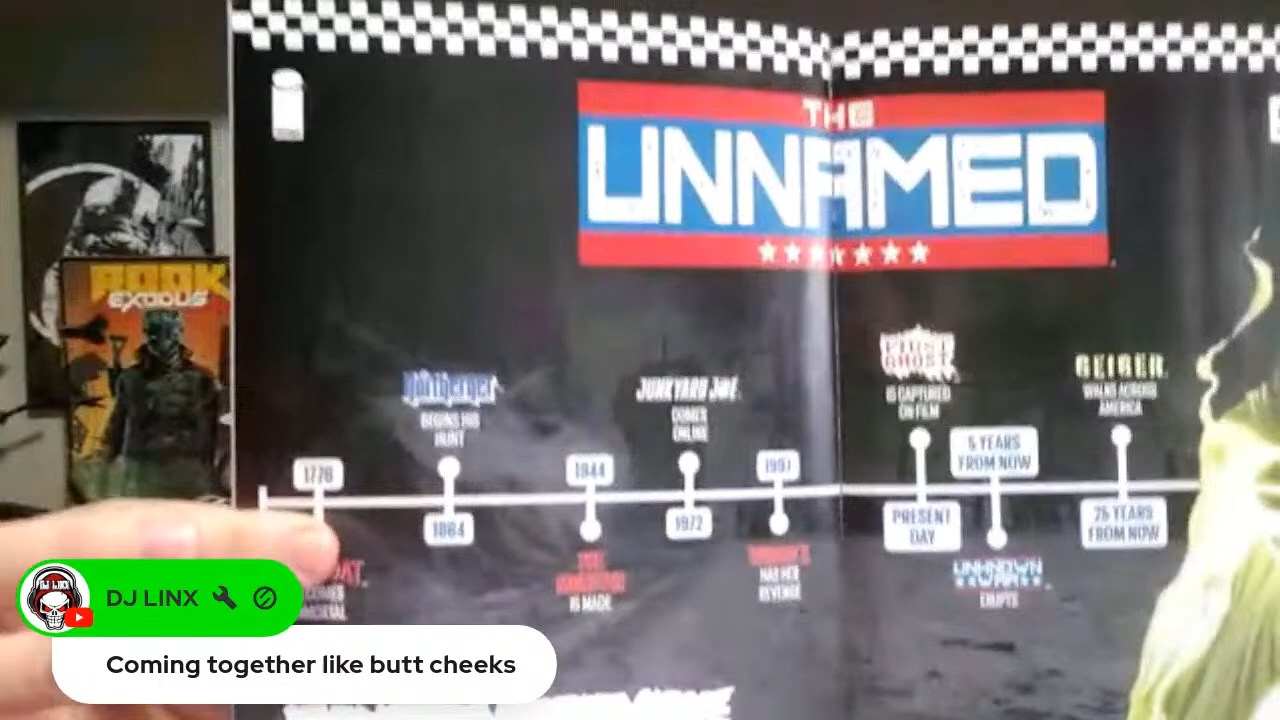 THE
UNNAMED
ROOK
EXODUS
FIRST
GHOST
IS CAPTURED
ON FILM
GEIGER
WALKS ACROSS
AMERICA
JUNKYARD JOE
COMES
ONLINE
BEGINS HIS
HUNT
5 YEARS
FROM NOW
1776
1864
1944
1972
1997
PRESENT
DAY
25 YEARS
FROM NOW
THE
IS MADE
HAS HER
REVENGE
UNKNOWN
WAR
ERUPTS
DJ LINX
Coming together like butt cheeks